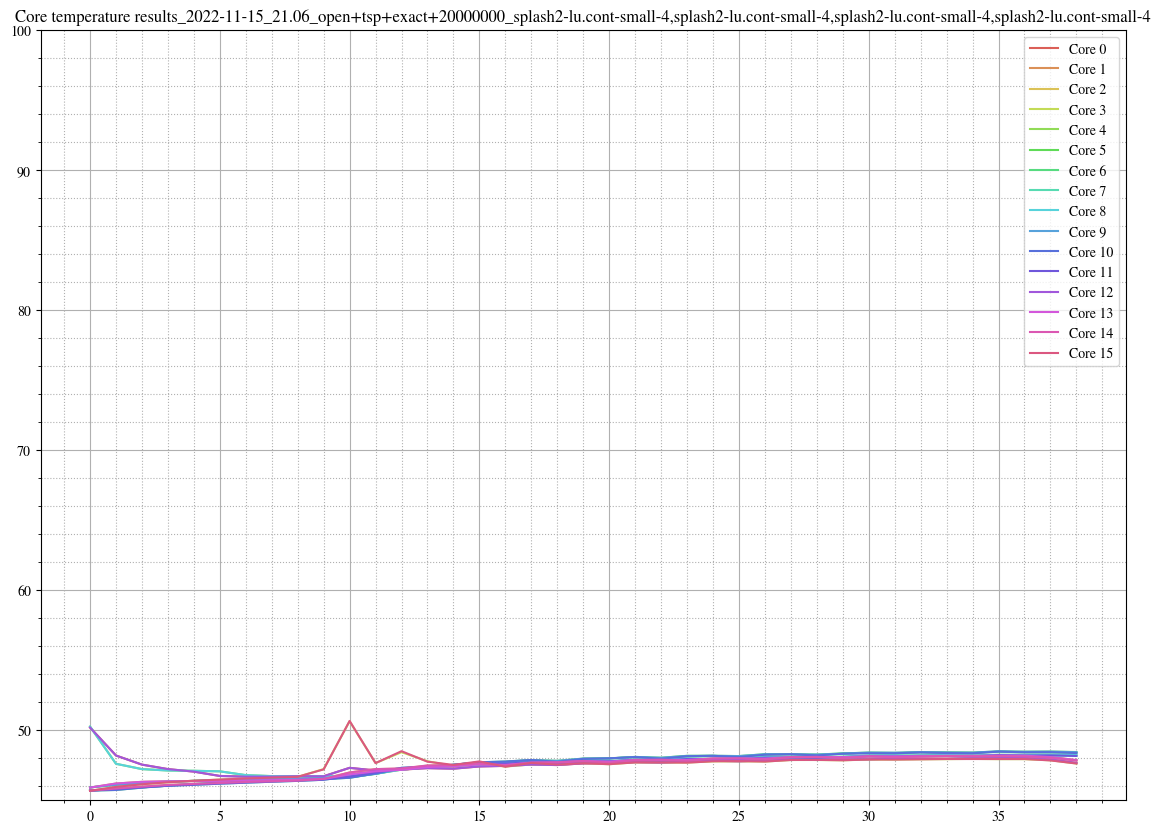 Core temperature results_2022-11-15_21.06_open+tsp+exact+20000000_splash2-lu.cont-small-4,splash2-lu.cont-small-4,splash2-lu.cont-small-4,splash2-lu.cont-small-4
100
90
80
70
60
50
0
5
10
15
20
25
30
35
Core 0
Core 1
Core 2
Core 3
Core 4
Core 5
Core 6
Core 7
Core 8
Core 9
Core 10
Core 11
Core 12
Core 13
Core 14
Core 15